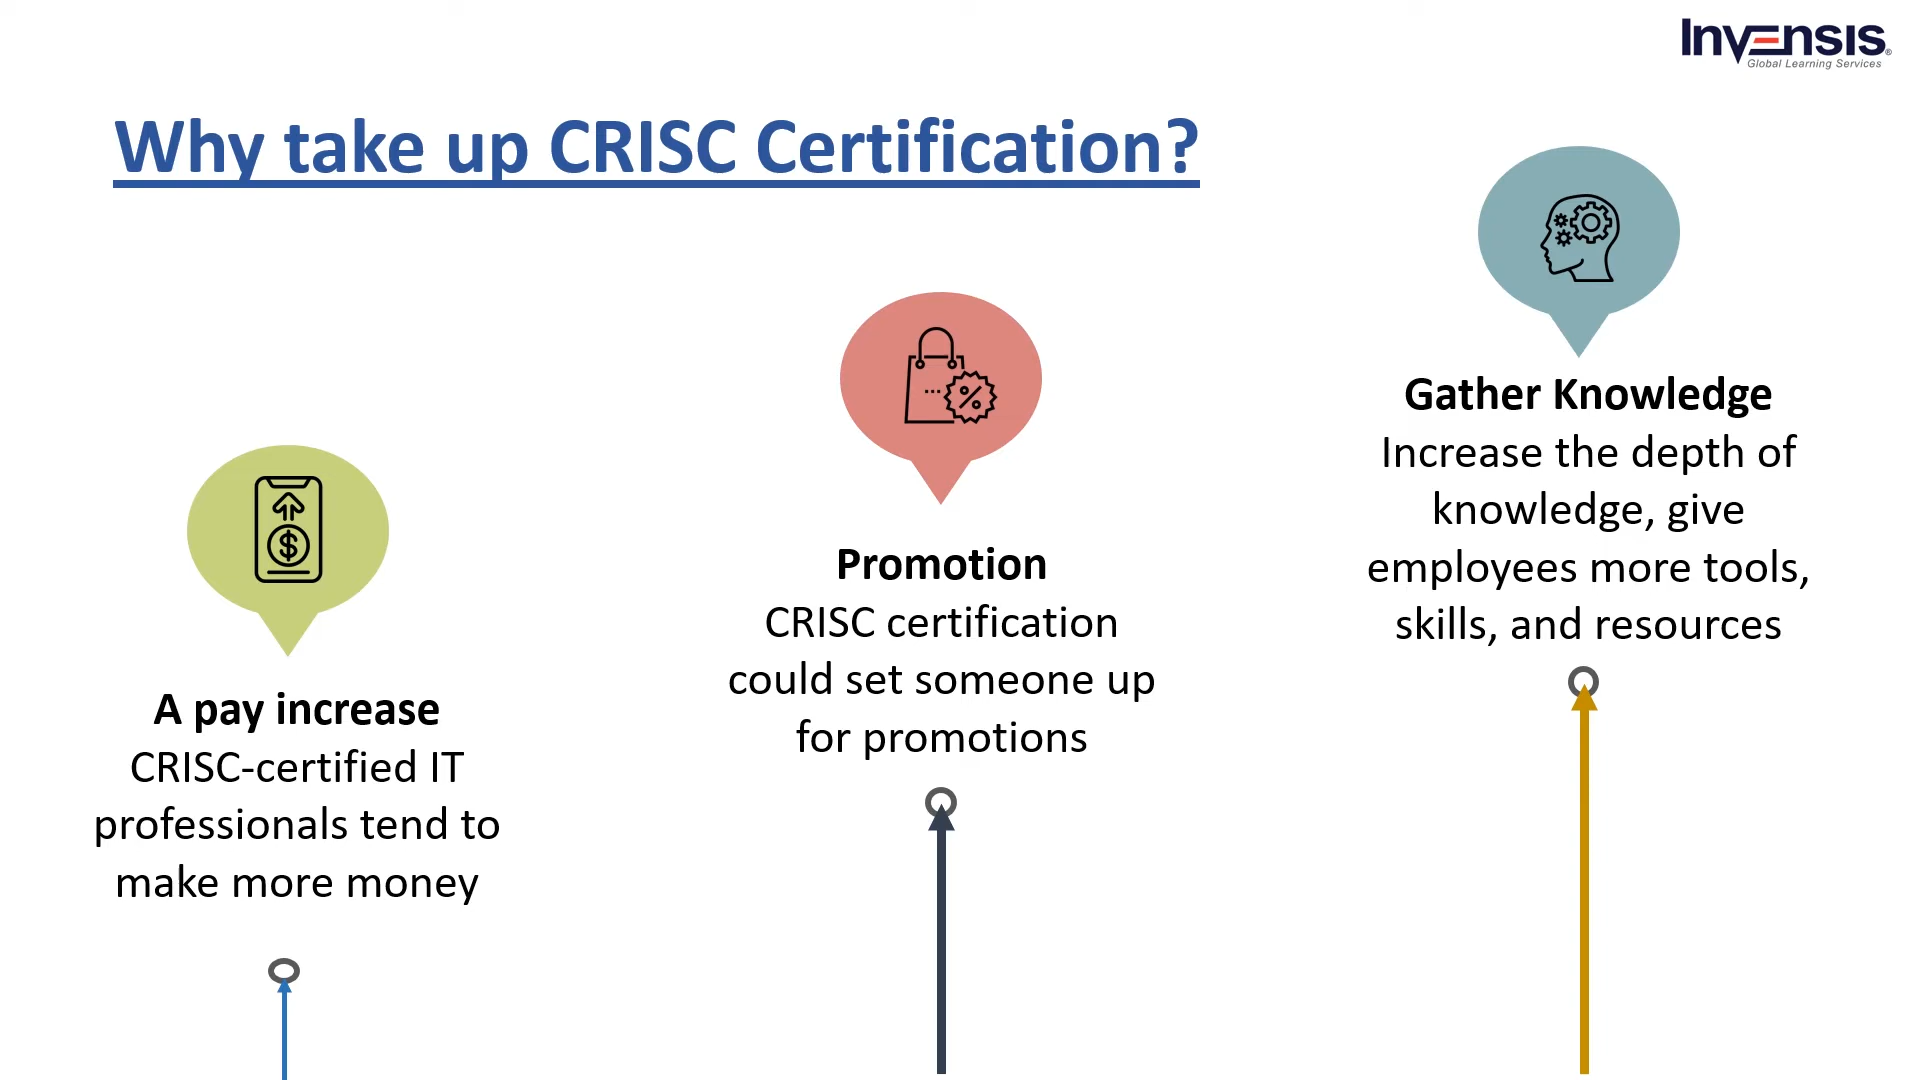 Invensis®
Global Learning Services
Why take up CRISC Certification?
A pay increase
CRISC-certified IT
professionals tend to
make more money
Promotion
CRISC certification
could set someone up
for promotions
Gather Knowledge
Increase the depth of
knowledge, give
employees more tools,
skills, and resources